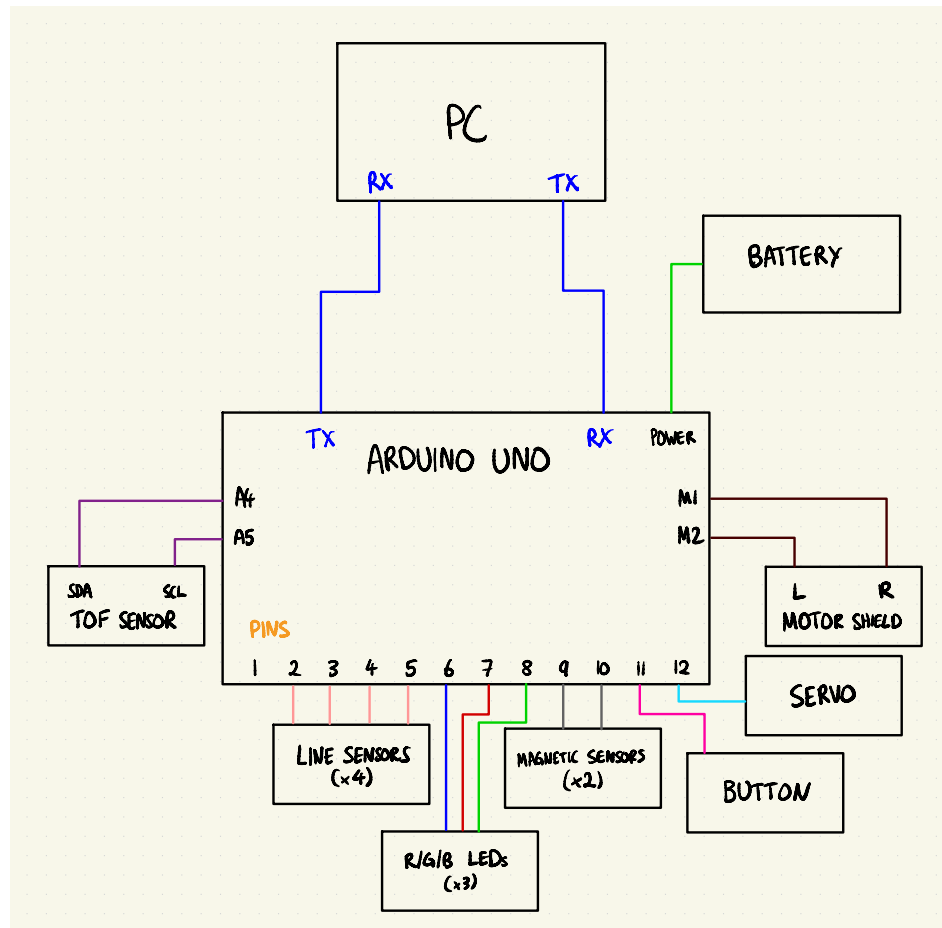 PC
RX TX
BATTERY
TX RX POWER
ARDUINO UNO
A4 M1
A5 M2
SDA SCL
TOF SENSOR
L R
MOTOR SHIELD
PINS
1 2 3 4 5 6 7 8 9 10 11 12
SERVO
LINE SENSORS
(x4)
MAGNETIC SENSORS
(x2)
BUTTON
R/G/B LEDs
(x3)